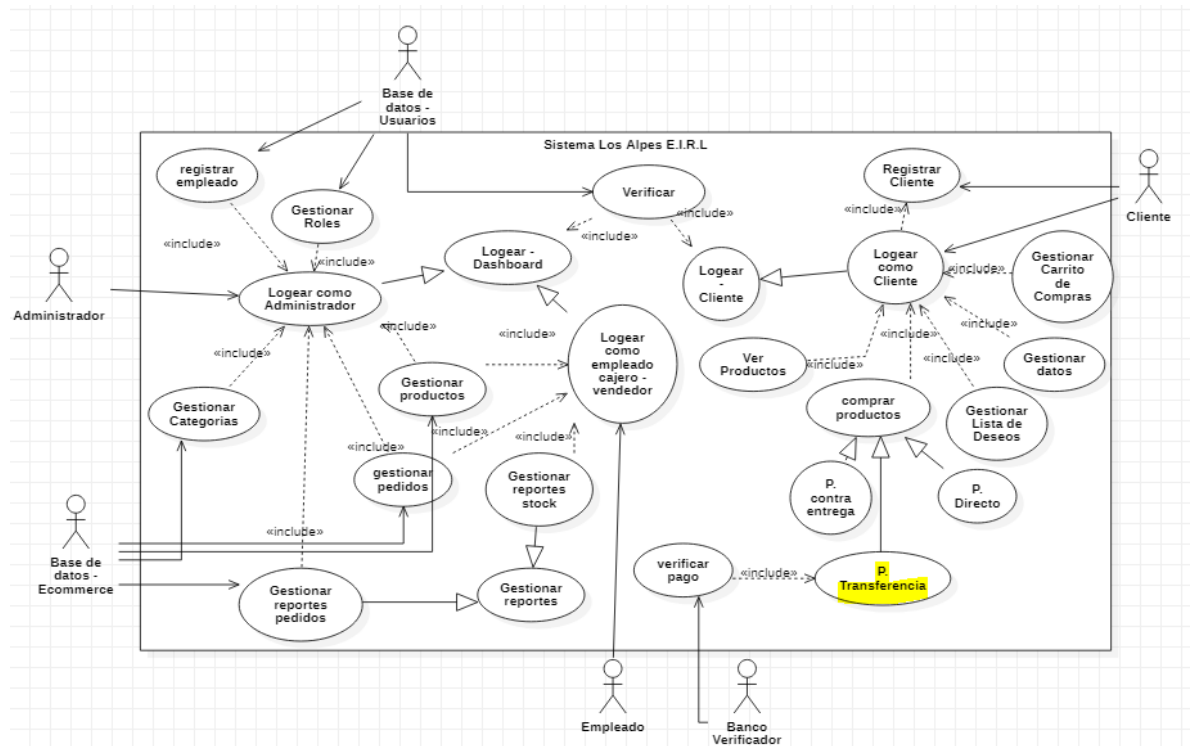 Base de
datos -
Usuarios
Sistema Los Alpes E.I.R.L
registrar
empleado
Gestionar
Roles
Verificar
Registrar
Cliente
Cliente
«include»
«include»
«include»
«include»
«include»
Logear -
Dashboard
Logear
-
Cliente
Logear
como
Cliente
«include»
Gestionar
Carrito
de
Compras
Administrador
Logear como
Administrador
«include»
«include»
«include»
«include»
«include»
«include»
Logear
como
empleado
cajero -
vendedor
Ver
Productos
«include»
Gestionar
datos
Gestionar
productos
Gestionar
Categorias
comprar
productos
Gestionar
Lista de
Deseos
«include»
«include»
«include»
gestionar
pedidos
Gestionar
reportes
stock
P.
contra
entrega
P.
Directo
«include»
Base de
datos -
Ecommerce
Gestionar
reportes
pedidos
Gestionar
reportes
verificar
pago
«include»
P.
Transferencia
Empleado
Banco
Verificador